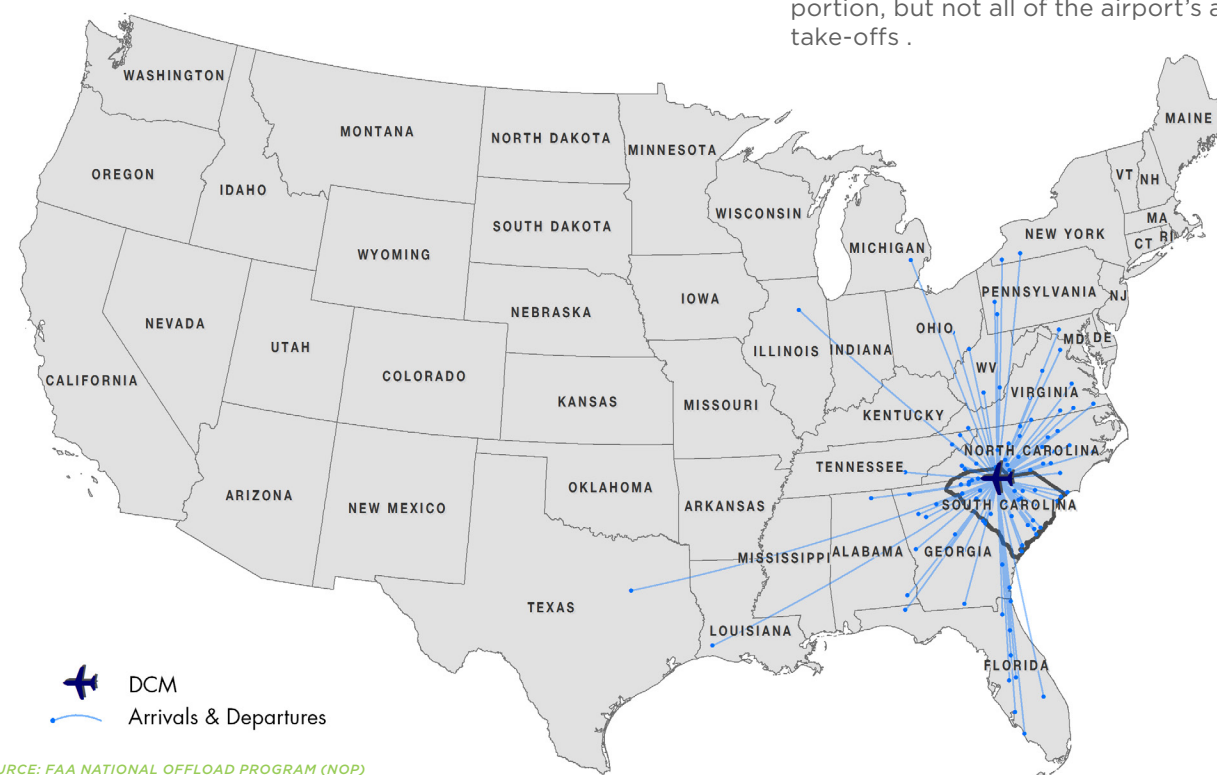 portion, but not all of the airport's a
take-offs .
WASHINGTON
MONTANA
NORTH DAKOTA
MINNESOTA
MAINE
OREGON
IDAHO
VT
NH
SOUTH DAKOTA
WISCONSIN
MICHIGAN
MA
NEW YORK
CT
RI
WYOMING
IOWA
PENNSYLVANIA
NJ
NEBRASKA
NEVADA
OHIO
MD
DE
UTAH
ILLINOIS
INDIANA
WV
CALIFORNIA
COLORADO
VIRGINIA
KANSAS
MISSOURI
KENTUCKY
NORTH CAROLINA
TENNESSEE
OKLAHOMA
ARIZONA
NEW MEXICO
ARKANSAS
SOUTH CAROLINA
MISSISSIPPI
ALABAMA
GEORGIA
TEXAS
LOUISIANA
FLORIDA
DCM
Arrivals & Departures
URCE: FAA NATIONAL OFFLOAD PROGRAM (NOP)